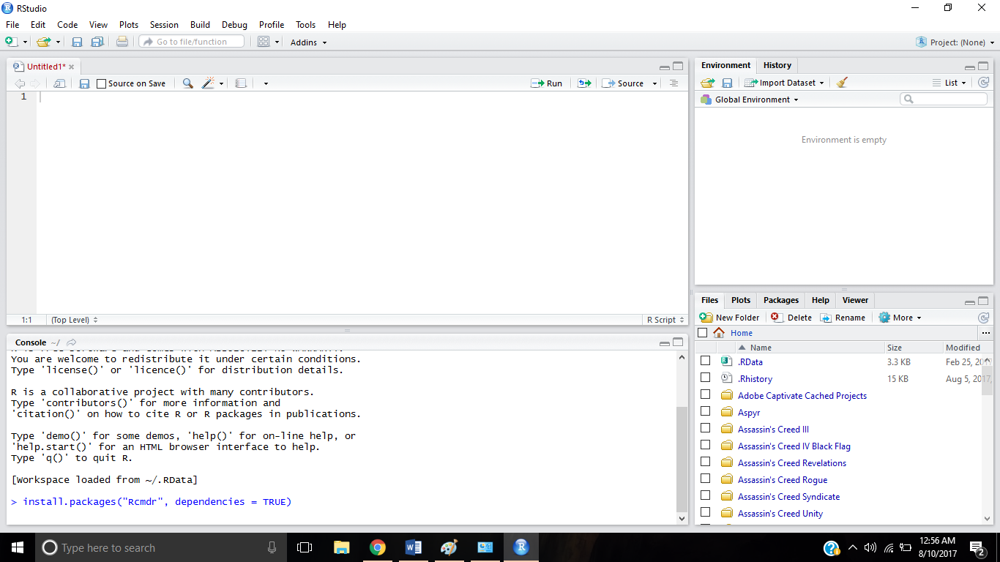 RStudio
File Edit Code View Plots Session Build Debug Profile Tools Help
Go to file/function Addins Project: (None)
Untitled1*
Source on Save Run Source
1
1:1 (Top Level) R Script
Console ~/
You are welcome to redistribute it under certain conditions.
Type 'license()' or 'licence()' for distribution details.
R is a collaborative project with many contributors.
Type 'contributors()' for more information and
'citation()' on how to cite R or R packages in publications.
Type 'demo()' for some demos, 'help()' for on-line help, or
'help.start()' for an HTML browser interface to help.
Type 'q()' to quit R.
[Workspace loaded from ~/.RData]
> install.packages("Rcmdr", dependencies = TRUE)
Environment History
Import Dataset List
Global Environment
Environment is empty
Files Plots Packages Help Viewer
New Folder Delete Rename More
Home ...
Name Size Modified
.RData 3.3 KB Feb 25, 2017
.Rhistory 15 KB Aug 5, 2017,
Adobe Captivate Cached Projects
Aspyr
Assassin's Creed III
Assassin's Creed IV Black Flag
Assassin's Creed Revelations
Assassin's Creed Rogue
Assassin's Creed Syndicate
Assassin's Creed Unity
Type here to search
12:56 AM
8/10/2017
2